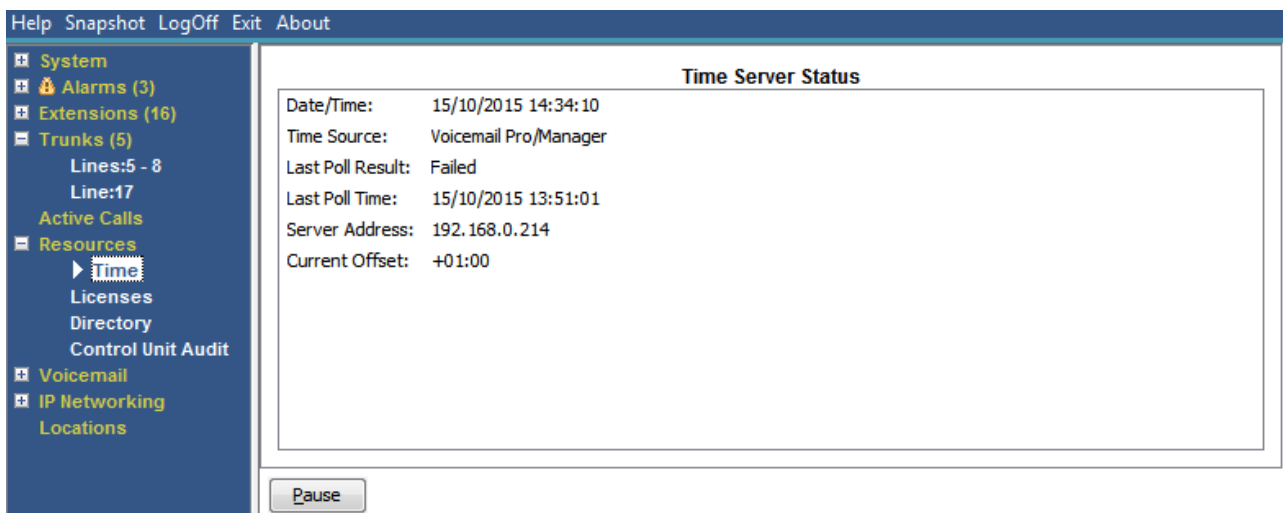 Help Snapshot LogOff Exit About
System
Alarms (3)
Extensions (16)
Trunks (5)
Lines:5 - 8
Line:17
Active Calls
Resources
Time
Licenses
Directory
Control Unit Audit
Voicemail
IP Networking
Locations
Time Server Status
Date/Time: 15/10/2015 14:34:10
Time Source: Voicemail Pro/Manager
Last Poll Result: Failed
Last Poll Time: 15/10/2015 13:51:01
Server Address: 192.168.0.214
Current Offset: +01:00
Pause